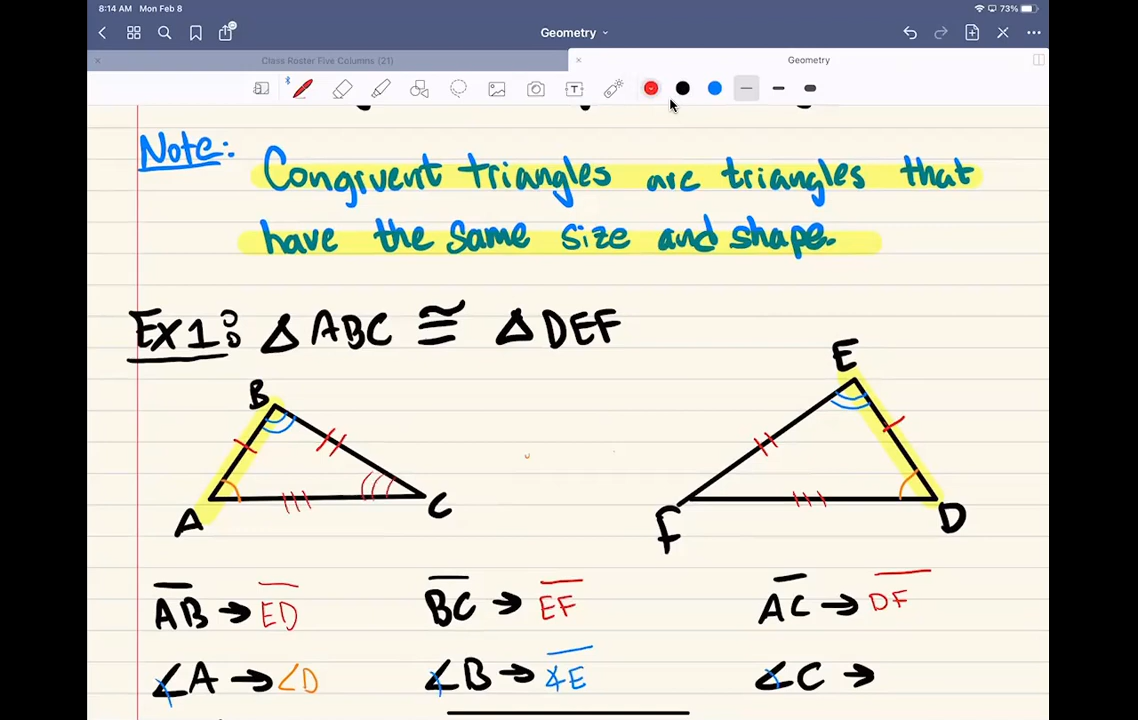 8:14 AM Mon Feb 8 73%
Geometry
Class Roster Five Columns (21) Geometry
Note: Congruent triangles are triangles that
have the same size and shape.
Ex1: △ABC ≅ △DEF
E
B
A C F D
AB → ED BC → EF AC → DF
∠A → ∠D ∠B → ∡E ∠C →